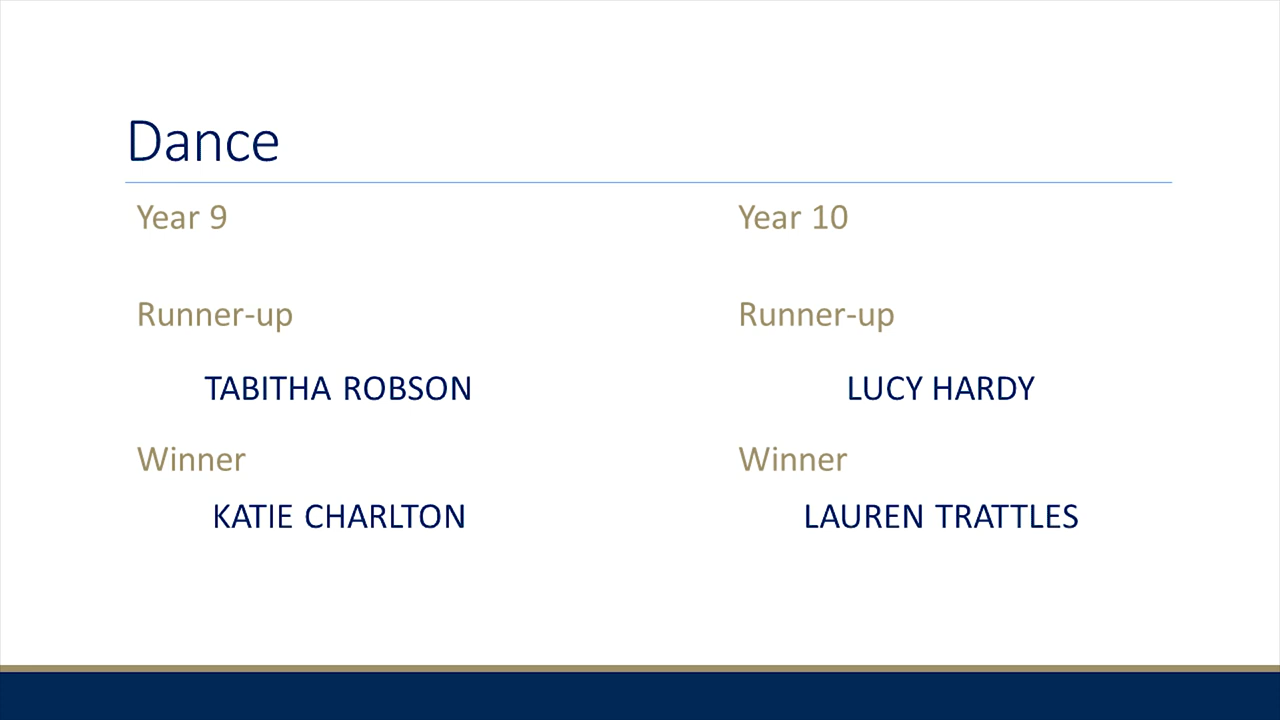 Dance
Year 9
Runner-up
TABITHA ROBSON
Winner
KATIE CHARLTON
Year 10
Runner-up
LUCY HARDY
Winner
LAUREN TRATTLES